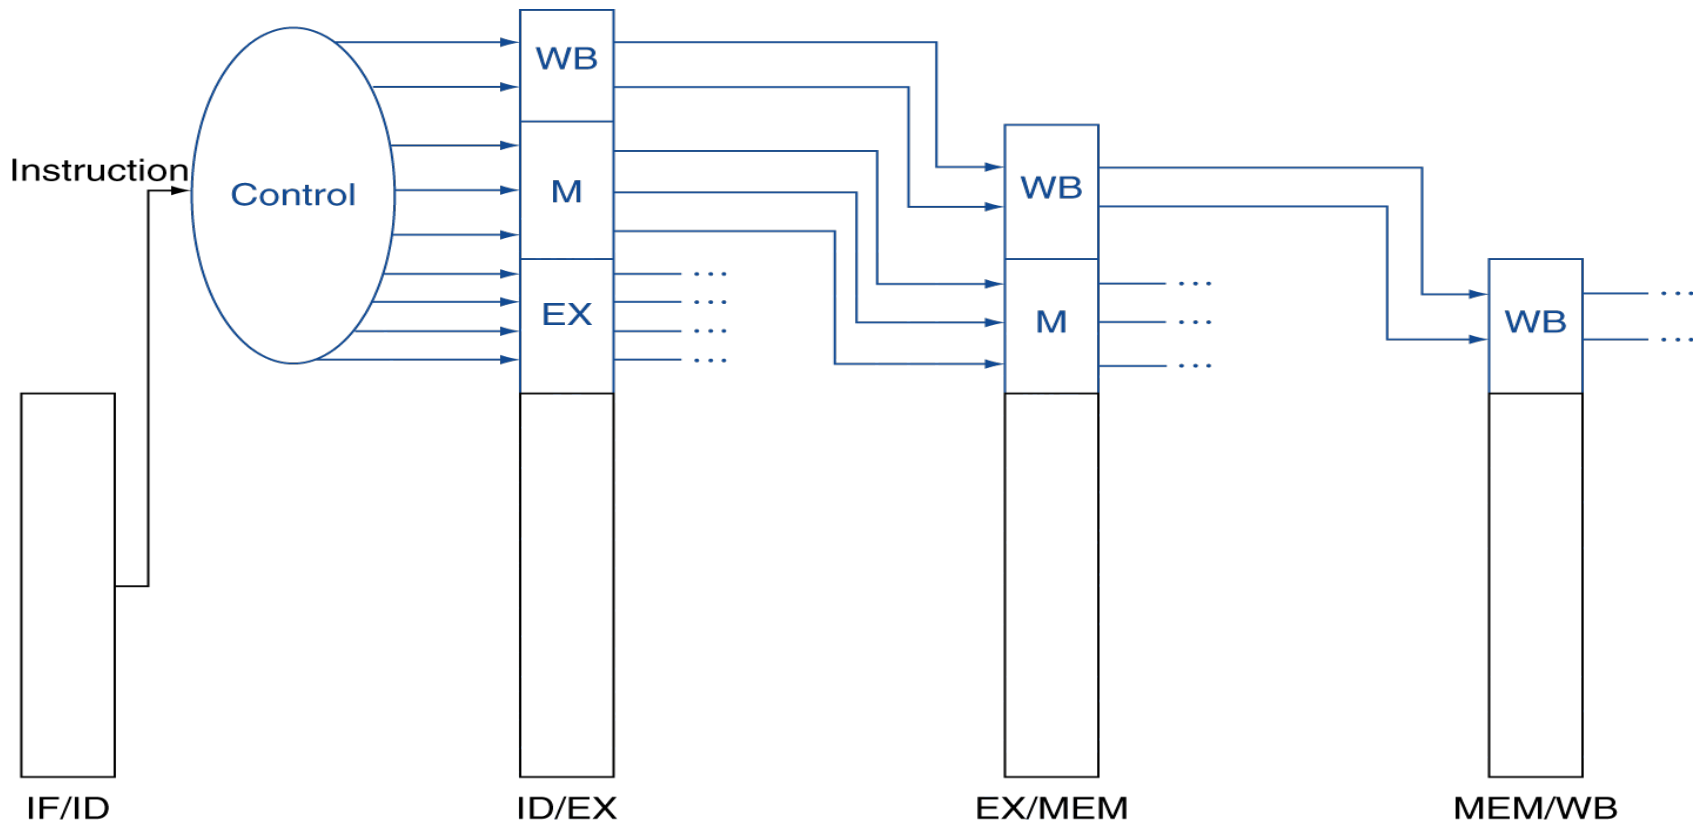 Instruction
Control
WB
M
EX
...
...
...
...
WB
M
...
...
...
WB
...
...
IF/ID
ID/EX
EX/MEM
MEM/WB